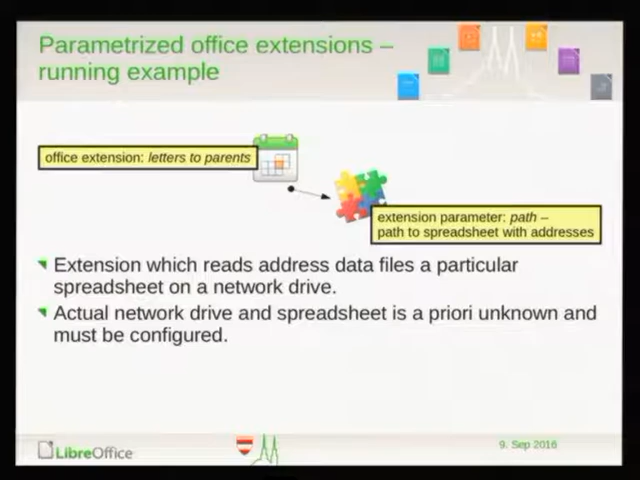 Parametrized office extensions –
running example
office extension: letters to parents
extension parameter: path –
path to spreadsheet with addresses
Extension which reads address data files a particular
spreadsheet on a network drive.
Actual network drive and spreadsheet is a priori unknown and
must be configured.
LibreOffice
9. Sep 2016